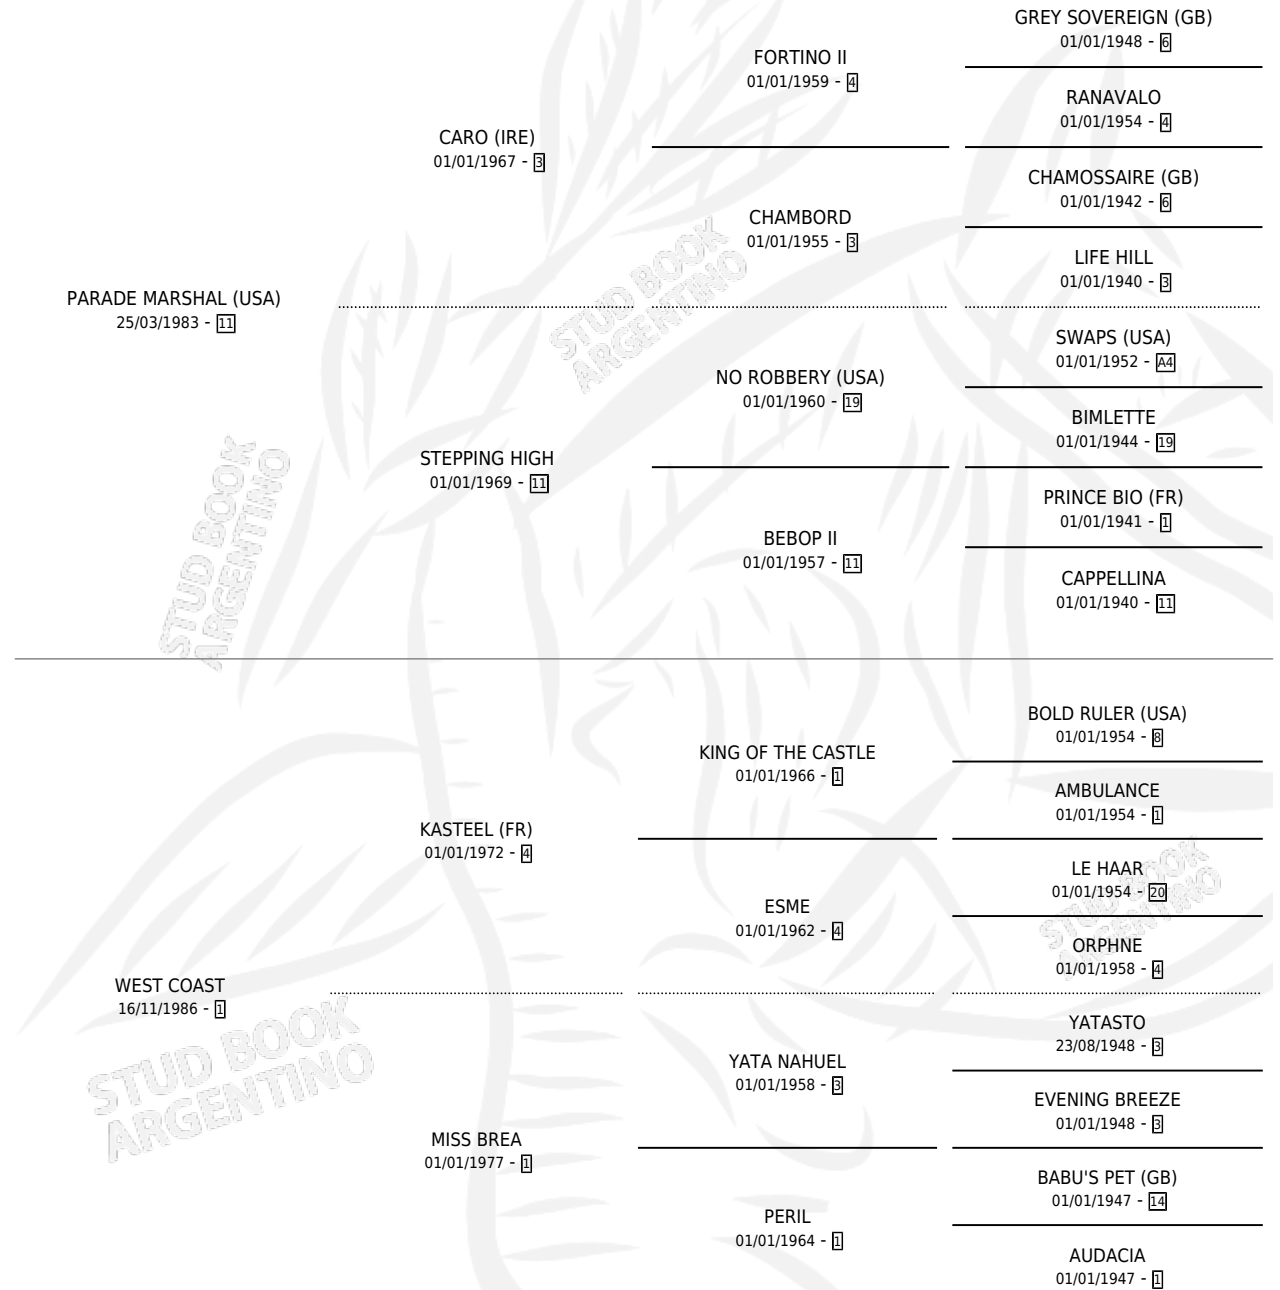 GREY SOVEREIGN (GB)
01/01/1948 - 6
FORTINO II
01/01/1959 - 4
RANAVALO
01/01/1954 - 4
CARO (IRE)
01/01/1967 - 3
CHAMOSSAIRE (GB)
01/01/1942 - 6
CHAMBORD
01/01/1955 - 3
LIFE HILL
01/01/1940 - 3
PARADE MARSHAL (USA)
25/03/1983 - 11
SWAPS (USA)
01/01/1952 - A4
NO ROBBERY (USA)
01/01/1960 - 19
BIMLETTE
01/01/1944 - 19
STEPPING HIGH
01/01/1969 - 11
PRINCE BIO (FR)
01/01/1941 - 1
BEBOP II
01/01/1957 - 11
CAPPELLINA
01/01/1940 - 11
BOLD RULER (USA)
01/01/1954 - 8
KING OF THE CASTLE
01/01/1966 - 1
AMBULANCE
01/01/1954 - 1
KASTEEL (FR)
01/01/1972 - 4
LE HAAR
01/01/1954 - 20
ESME
01/01/1962 - 4
ORPHNE
01/01/1958 - 4
WEST COAST
16/11/1986 - 1
YATASTO
23/08/1948 - 3
YATA NAHUEL
01/01/1958 - 3
EVENING BREEZE
01/01/1948 - 3
MISS BREA
01/01/1977 - 1
BABU'S PET (GB)
01/01/1947 - 14
PERIL
01/01/1964 - 1
AUDACIA
01/01/1947 - 1
STUD BOOK
ARGENTINO
STUD BOOK
ARGENTINO
STUD BOOK
ARGENTINO
STUD BOOK
ARGENTINO